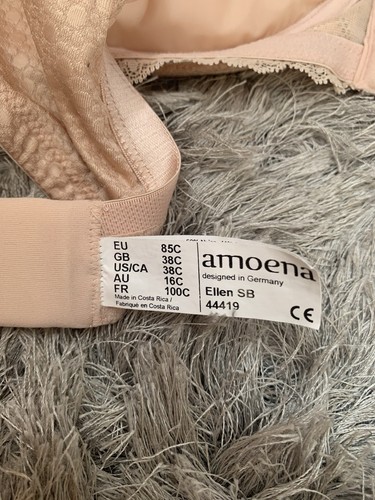 EU 85C
GB 38C
US/CA 38C
AU 16C
FR 100C
Made in Costa Rica /
Fabriqué en Costa Rica
amoena
designed in Germany
Ellen SB
44419
CE